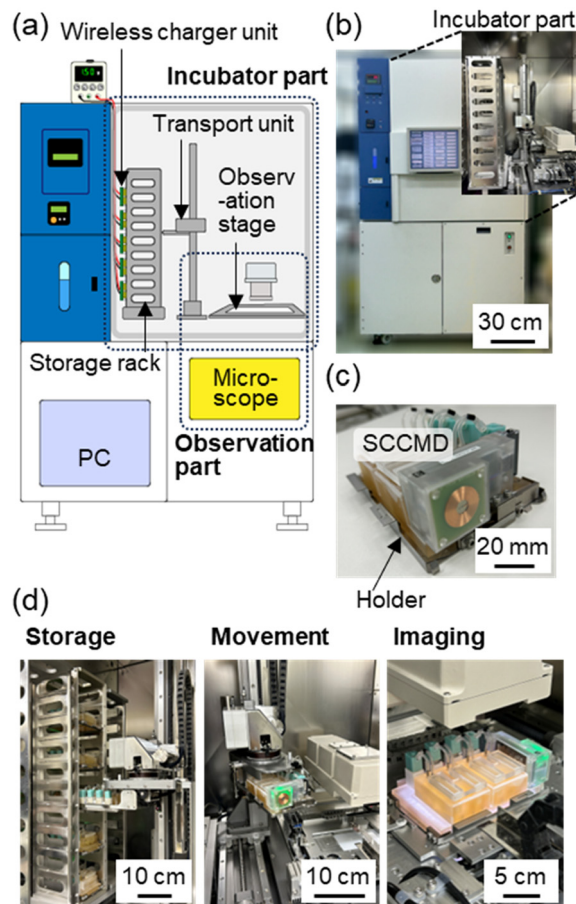 (a)
Wireless charger unit
Incubator part
Transport unit
Observ
-ation
stage
150
Storage rack
Micro-
scope
Observation
part
PC
(b)
Incubator part
30 cm
(c)
SCCMD
20 mm
Holder
(d)
Storage
Movement
Imaging
10 cm
10 cm
5 cm